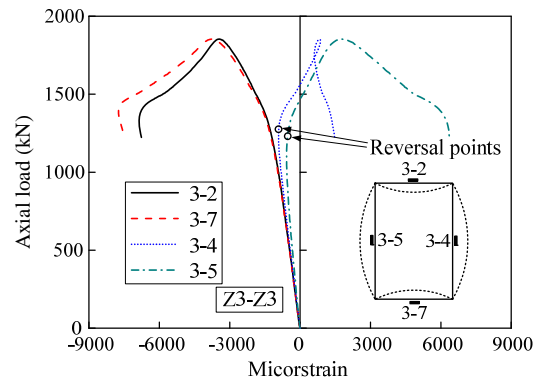 2000
1500
1000
500
0
Axial load (kN)
-9000 -6000 -3000 0 3000 6000 9000
Micorstrain
Reversal points
3-2
3-7
3-4
3-5
Z3-Z3
3-2
3-5 3-4
3-7